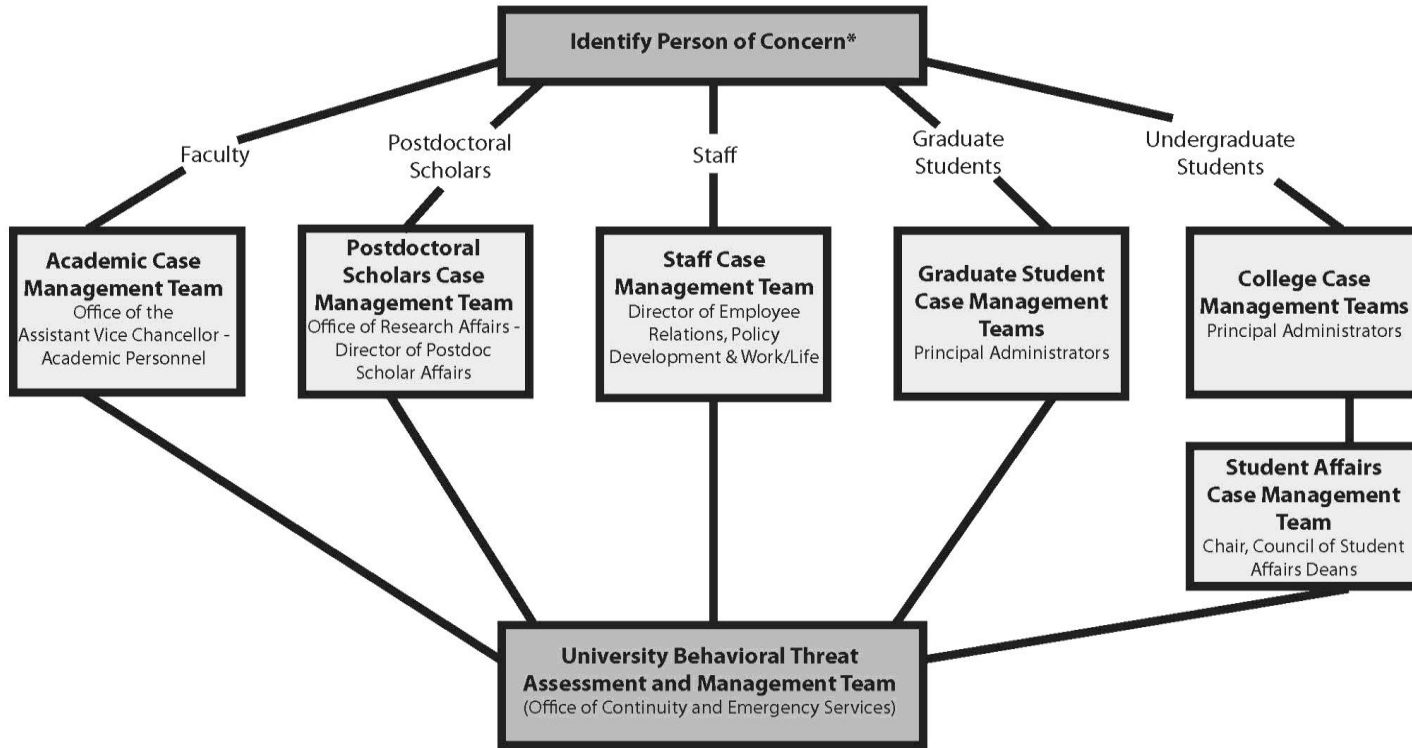 Identify Person of Concern*
Faculty
Postdoctoral
Scholars
Staff
Graduate
Students
Undergraduate
Students
Academic Case
Management Team
Office of the
Assistant Vice Chancellor -
Academic Personnel
Postdoctoral
Scholars Case
Management Team
Office of Research Affairs -
Director of Postdoc
Scholar Affairs
Staff Case
Management Team
Director of Employee
Relations, Policy
Development & Work/Life
Graduate Student
Case Management
Teams
Principal Administrators
College Case
Management Teams
Principal Administrators
Student Affairs
Case Management
Team
Chair, Council of Student
Affairs Deans
University Behavioral Threat
Assessment and Management Team
(Office of Continuity and Emergency Services)